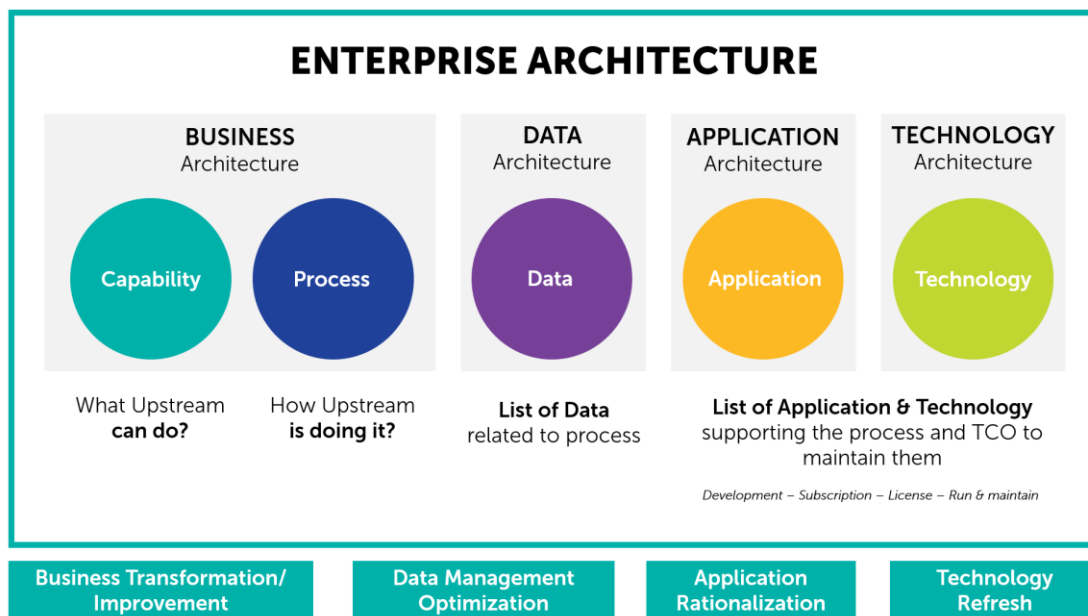 ENTERPRISE ARCHITECTURE
BUSINESS
Architecture
Capability
Process
What Upstream
can do?
How Upstream
is doing it?
DATA
Architecture
Data
List of Data
related to process
APPLICATION
Architecture
Application
TECHNOLOGY
Architecture
Technology
List of Application & Technology
supporting the process and TCO to
maintain them
Development – Subscription – License – Run & maintain
Business Transformation/
Improvement
Data Management
Optimization
Application
Rationalization
Technology
Refresh